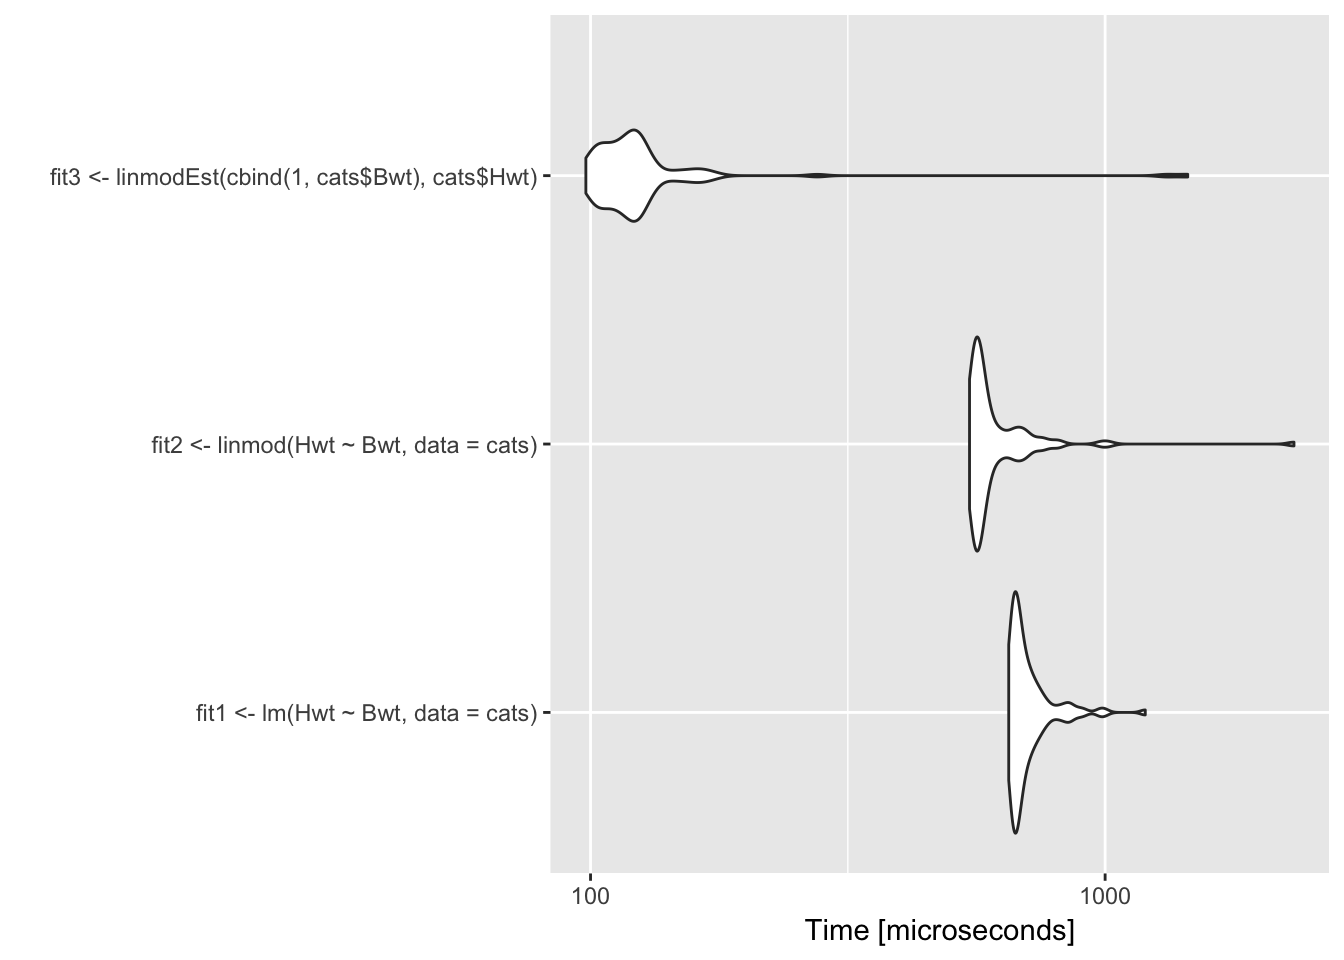 fit3 <- linmodEst(cbind(1, cats$Bwt), cats$Hwt)
fit2 <- linmod(Hwt ~ Bwt, data = cats)
fit1 <- lm(Hwt ~ Bwt, data = cats)
100 1000
Time [microseconds]